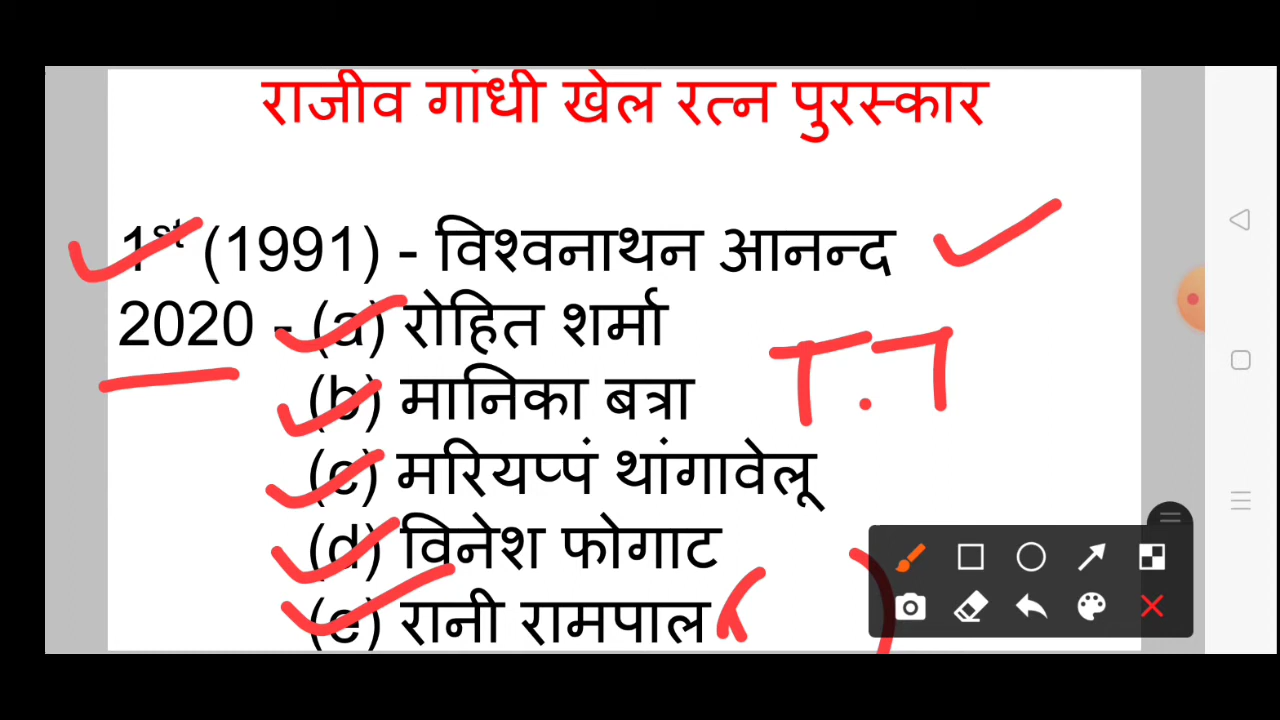 राजीव गांधी खेल रत्न पुरस्कार
1st (1991) - विश्वनाथन आनन्द
2020 - (a) रोहित शर्मा
(b) मानिका बत्रा T.T
(c) मरियप्पं थांगावेलू
(d) विनेश फोगाट
(e) रानी रामपाल ( )